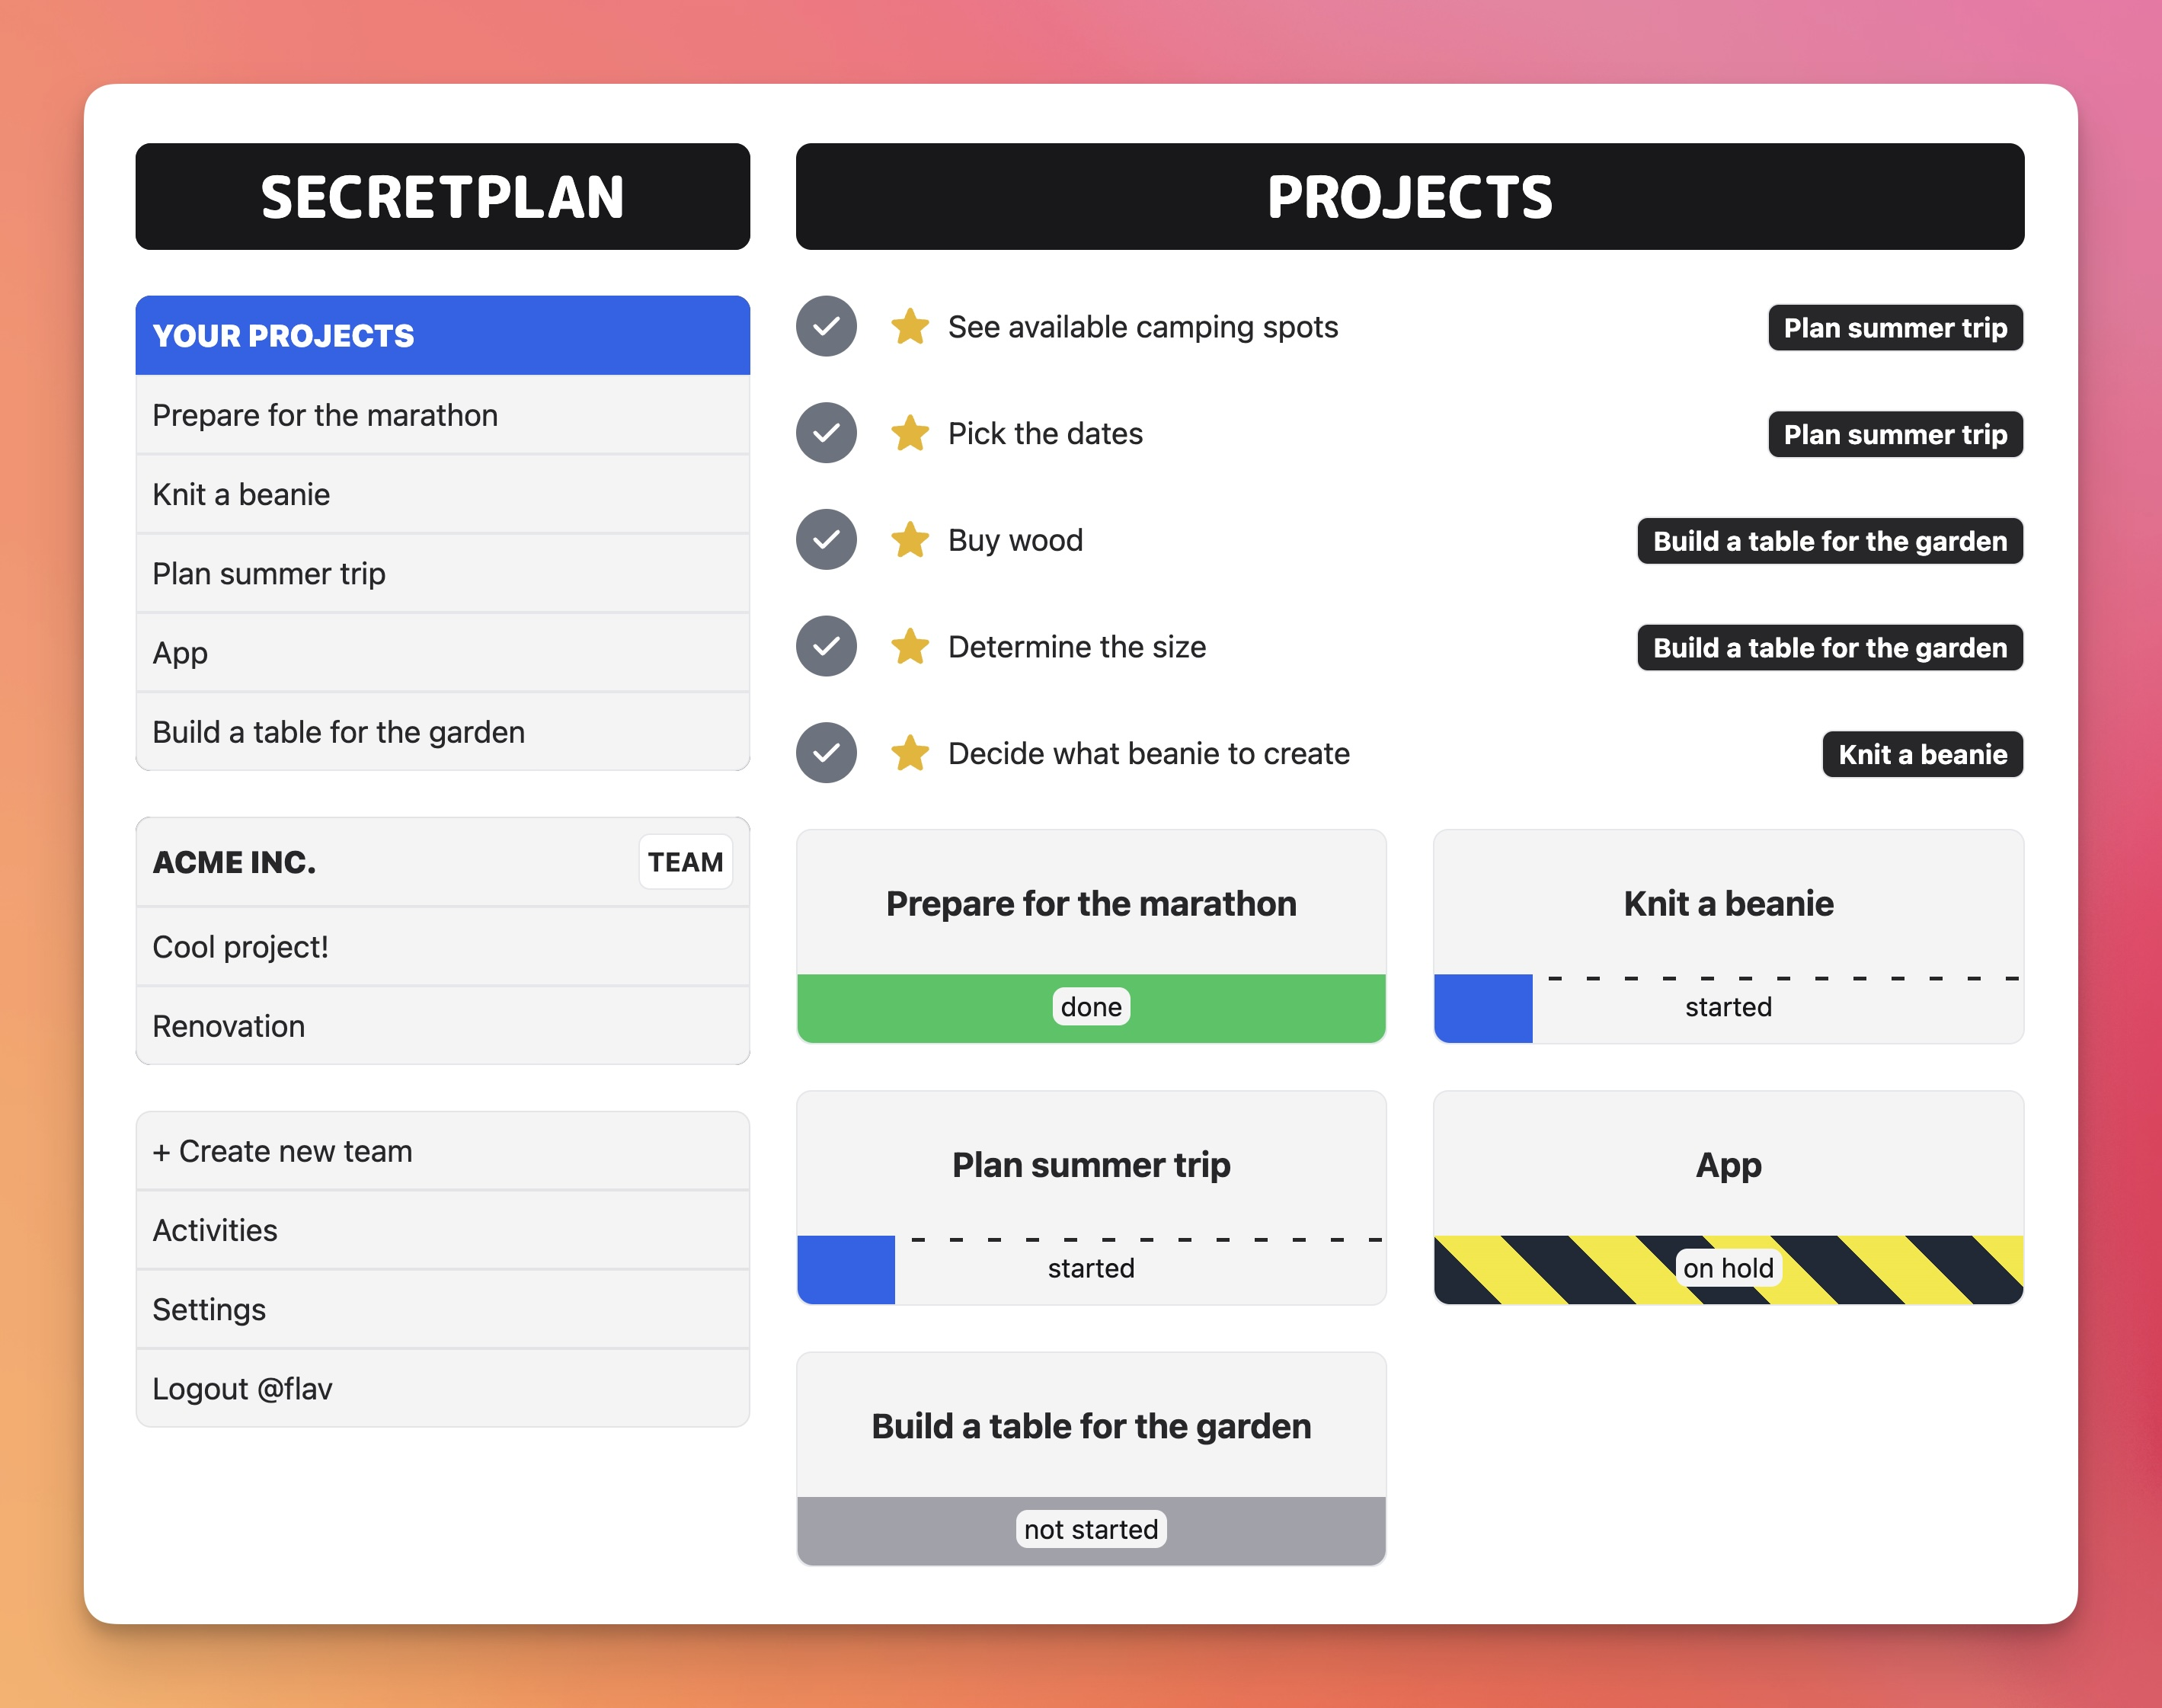 SECRETPLAN
YOUR PROJECTS
Prepare for the marathon
Knit a beanie
Plan summer trip
App
Build a table for the garden
ACME INC.
TEAM
Cool project!
Renovation
+ Create new team
Activities
Settings
Logout @flav
PROJECTS
See available camping spots
Plan summer trip
Pick the dates
Plan summer trip
Buy wood
Build a table for the garden
Determine the size
Build a table for the garden
Decide what beanie to create
Knit a beanie
Prepare for the marathon
done
Knit a beanie
started
Plan summer trip
started
App
on hold
Build a table for the garden
not started